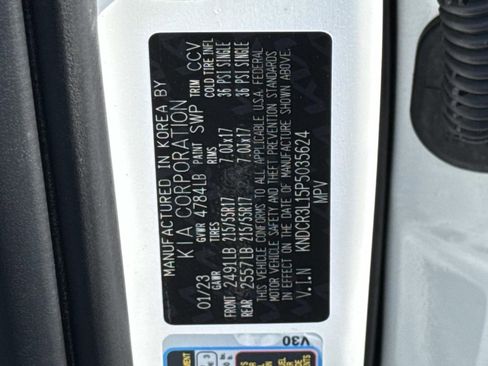 MANUFACTURED IN KOREA BY
KIA CORPORATION
01/23 GVWR 4784LB PAINT SWP TRIM CCV
GAWR TIRES RIMS COLD TIRE INFL
FRONT 2491LB 215/55R17 7.0Jx17 36 PSI SINGLE
REAR 2557LB 215/55R17 7.0Jx17 36 PSI SINGLE
THIS VEHICLE CONFORMS TO ALL APPLICABLE U.S.A. FEDERAL
MOTOR VEHICLE SAFETY AND THEFT PREVENTION STANDARDS
IN EFFECT ON THE DATE OF MANUFACTURE SHOWN ABOVE.
V.I.N KNDCR3L15P5035624
MPV
V30